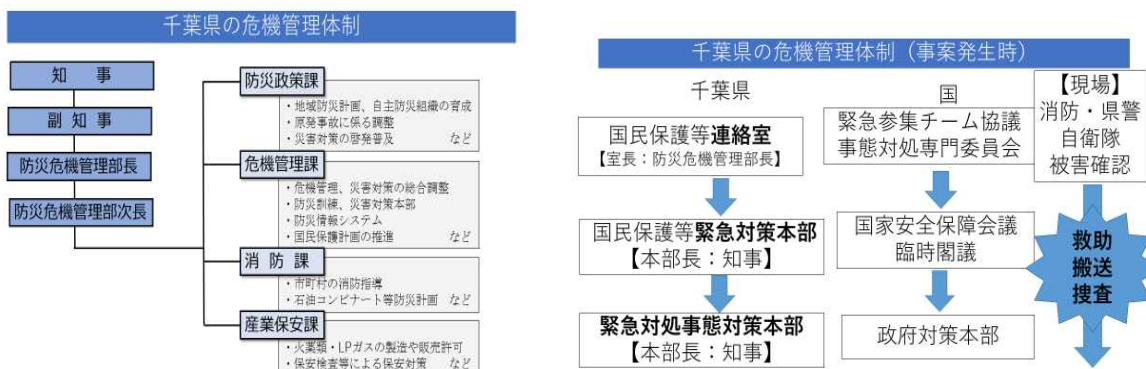 千葉県の危機管理体制
知　事
副 知 事
防災危機管理部長
防災危機管理部次長
防災政策課
・地域防災計画、自主防災組織の育成
・原発事故に係る調整
・災害対策の啓発普及　など
危機管理課
・危機管理、災害対策の総合調整
・防災訓練、災害対策本部
・防災情報システム
・国民保護計画の推進　など
消 防 課
・市町村の消防指導
・石油コンビナート等防災計画　など
産業保安課
・火薬類・LPガスの製造や販売許可
・保安検査等による保安対策　など
千葉県の危機管理体制（事案発生時）
千葉県
国民保護等連絡室
【室長：防災危機管理部長】
国民保護等緊急対策本部
【本部長：知事】
緊急対処事態対策本部
【本部長：知事】
国
緊急参集チーム協議
事態対処専門委員会
国家安全保障会議
臨時閣議
政府対策本部
【現場】
消防・県警
自衛隊
被害確認
救助
搬送
捜査